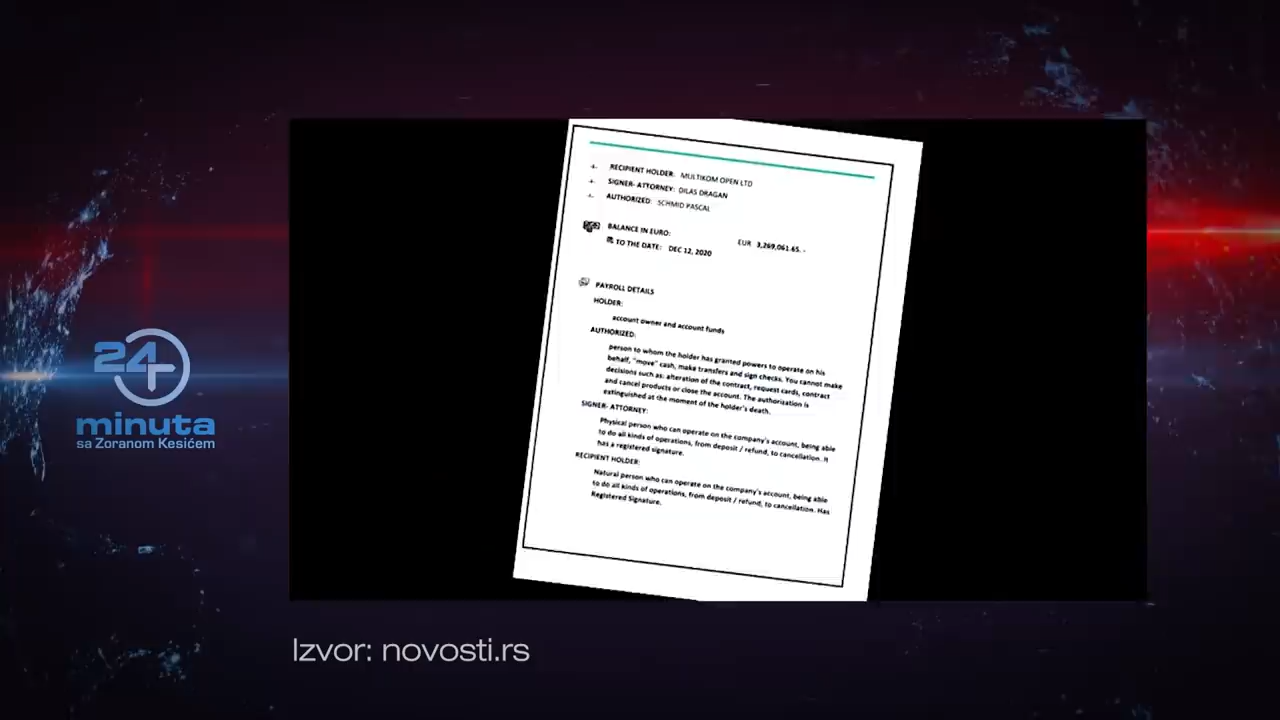 24
minuta
sa Zoranom Kesićem
RECIPIENT HOLDER: MULTIKOM OPEN LTD
SIGNER- ATTORNEY: DILAS DRAGAN
AUTHORIZED: SCHMID PASCAL
BALANCE IN EURO: EUR 3,269,061.65.-
TO THE DATE: DEC 12, 2020
PAYROLL DETAILS
HOLDER:
account owner and account funds
AUTHORIZED:
person to whom the holder has granted powers to operate on his
behalf, "move" cash, make transfers and sign checks. You cannot make
decisions such as: alteration of the contract, request cards, contract
and cancel products or close the account. The authorization is
extinguished at the moment of the holder's death.
SIGNER- ATTORNEY:
Physical person who can operate on the company's account, being able
to do all kinds of operations, from deposit / refund, to cancellation. It
has a registered signature.
RECIPIENT HOLDER:
Natural person who can operate on the company's account, being able
to do all kinds of operations, from deposit / refund, to cancellation. Has
Registered Signature.
Izvor: novosti.rs